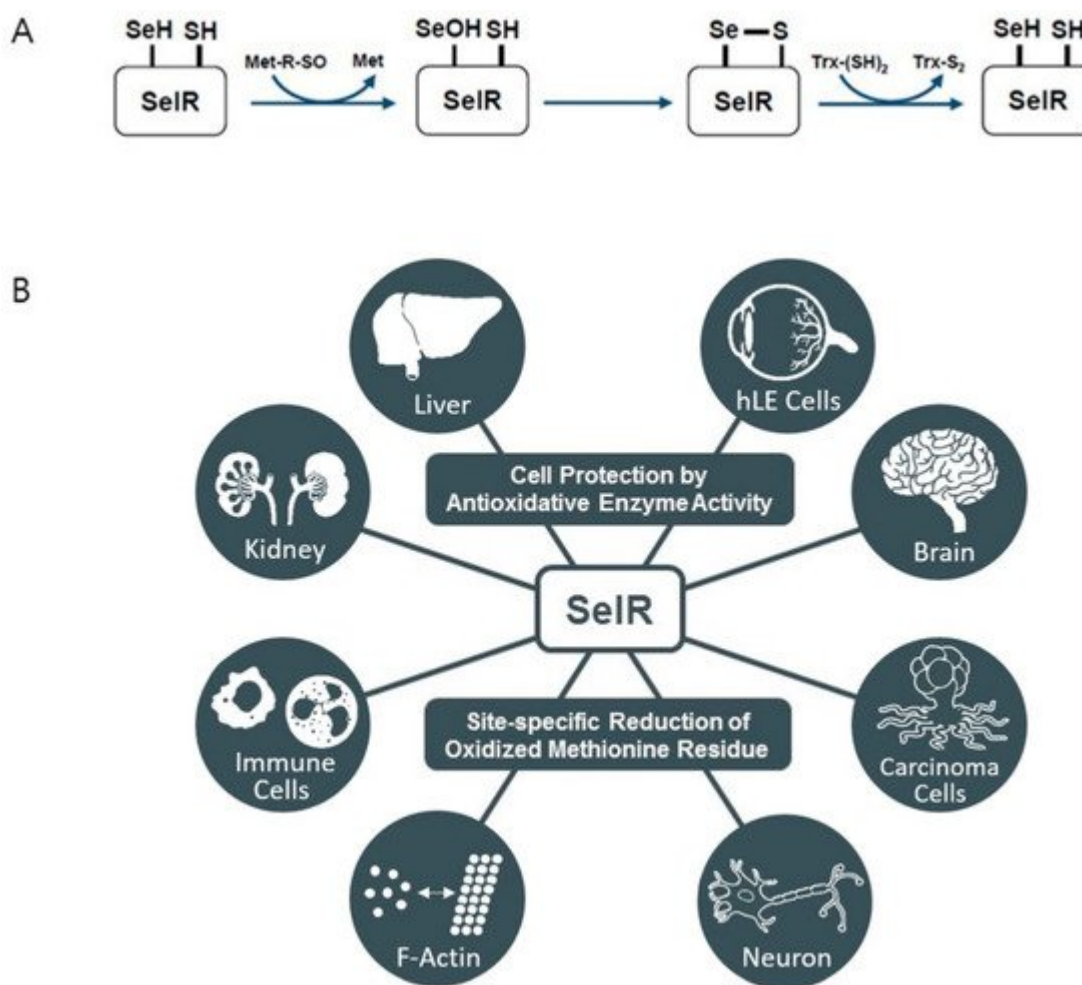 A
SeH SH
SelR
Met-R-SO Met
SeOH SH
SelR
Se — S
SelR
Trx-(SH)₂ Trx-S₂
SeH SH
SelR
B
Liver
hLE Cells
Cell Protection by
Antioxidative Enzyme Activity
Kidney
Brain
SelR
Immune
Cells
Site-specific Reduction of
Oxidized Methionine Residue
Carcinoma
Cells
F-Actin
Neuron